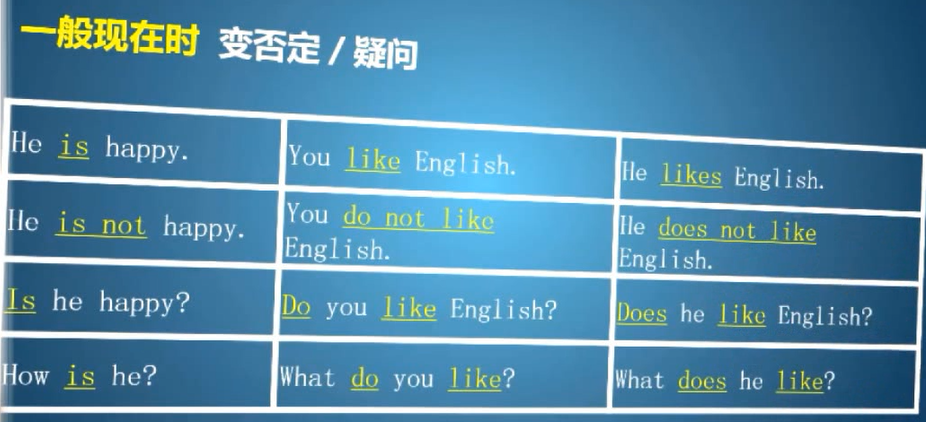 一般现在时 变否定 / 疑问
He is happy.
You like English.
He likes English.
He is not happy.
You do not like
English.
He does not like
English.
Is he happy?
Do you like English?
Does he like English?
How is he?
What do you like?
What does he like?